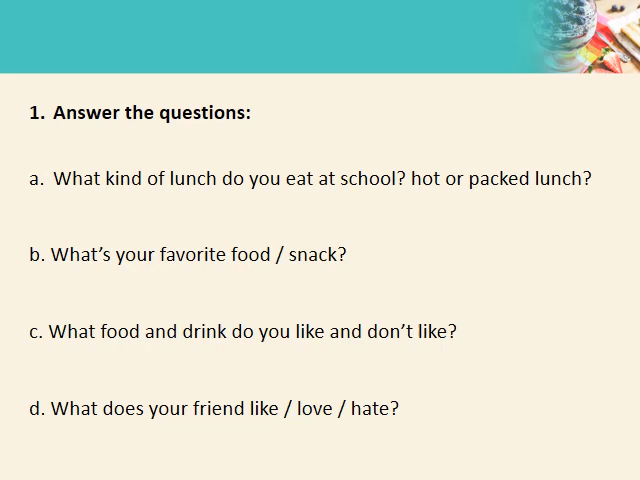 1. Answer the questions:
a. What kind of lunch do you eat at school? hot or packed lunch?
b. What’s your favorite food / snack?
c. What food and drink do you like and don’t like?
d. What does your friend like / love / hate?